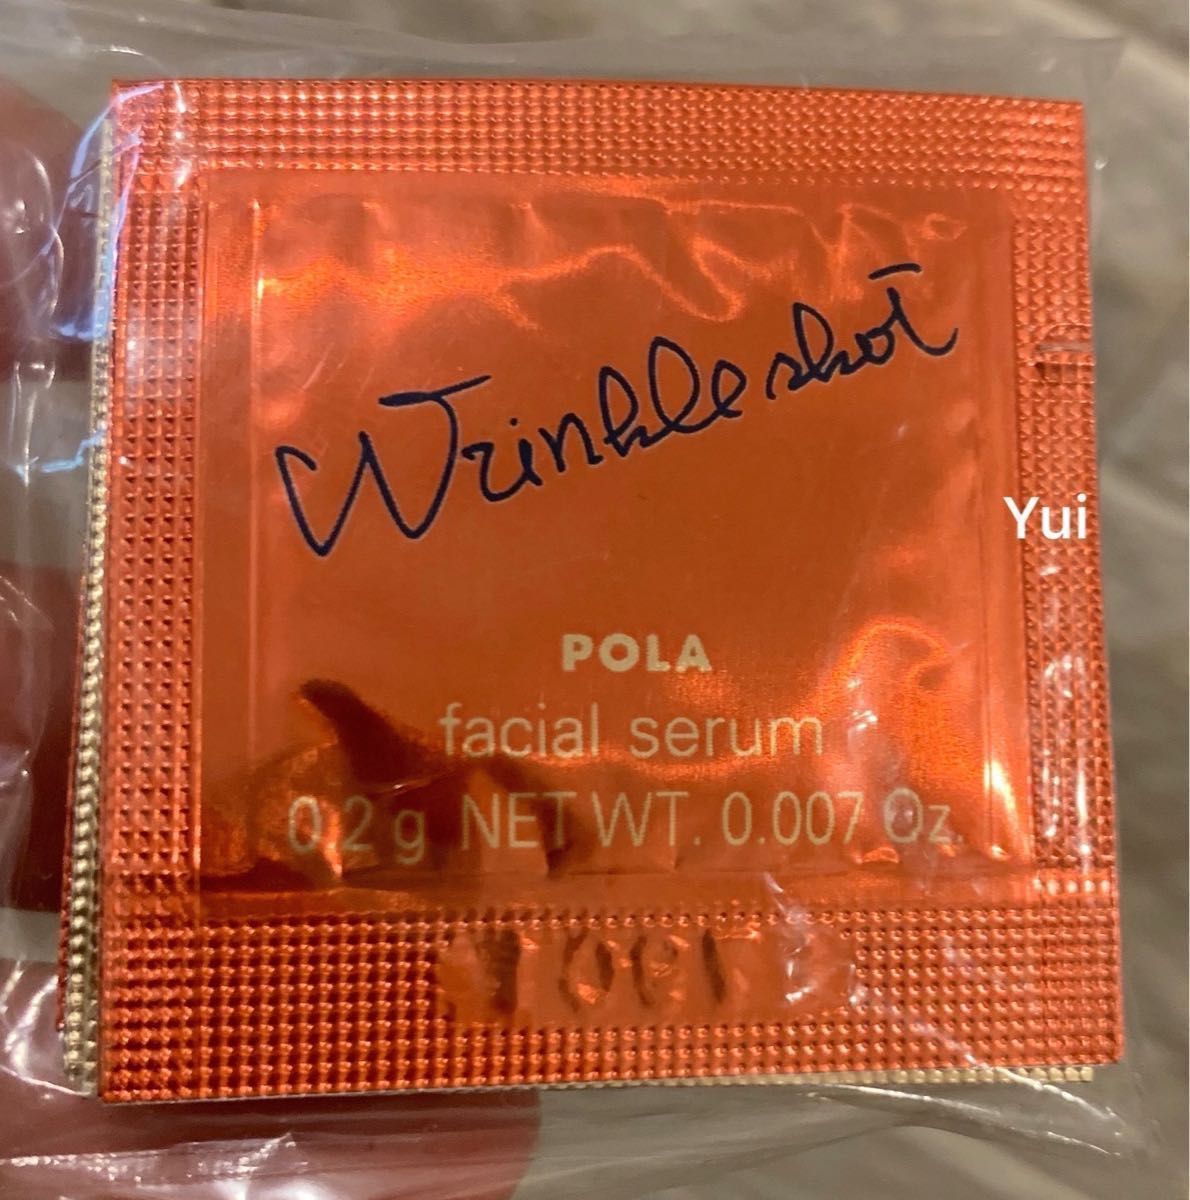 Wrinkle shot
Yui
POLA
facial serum
0.2 g NET WT. 0.007 Oz.